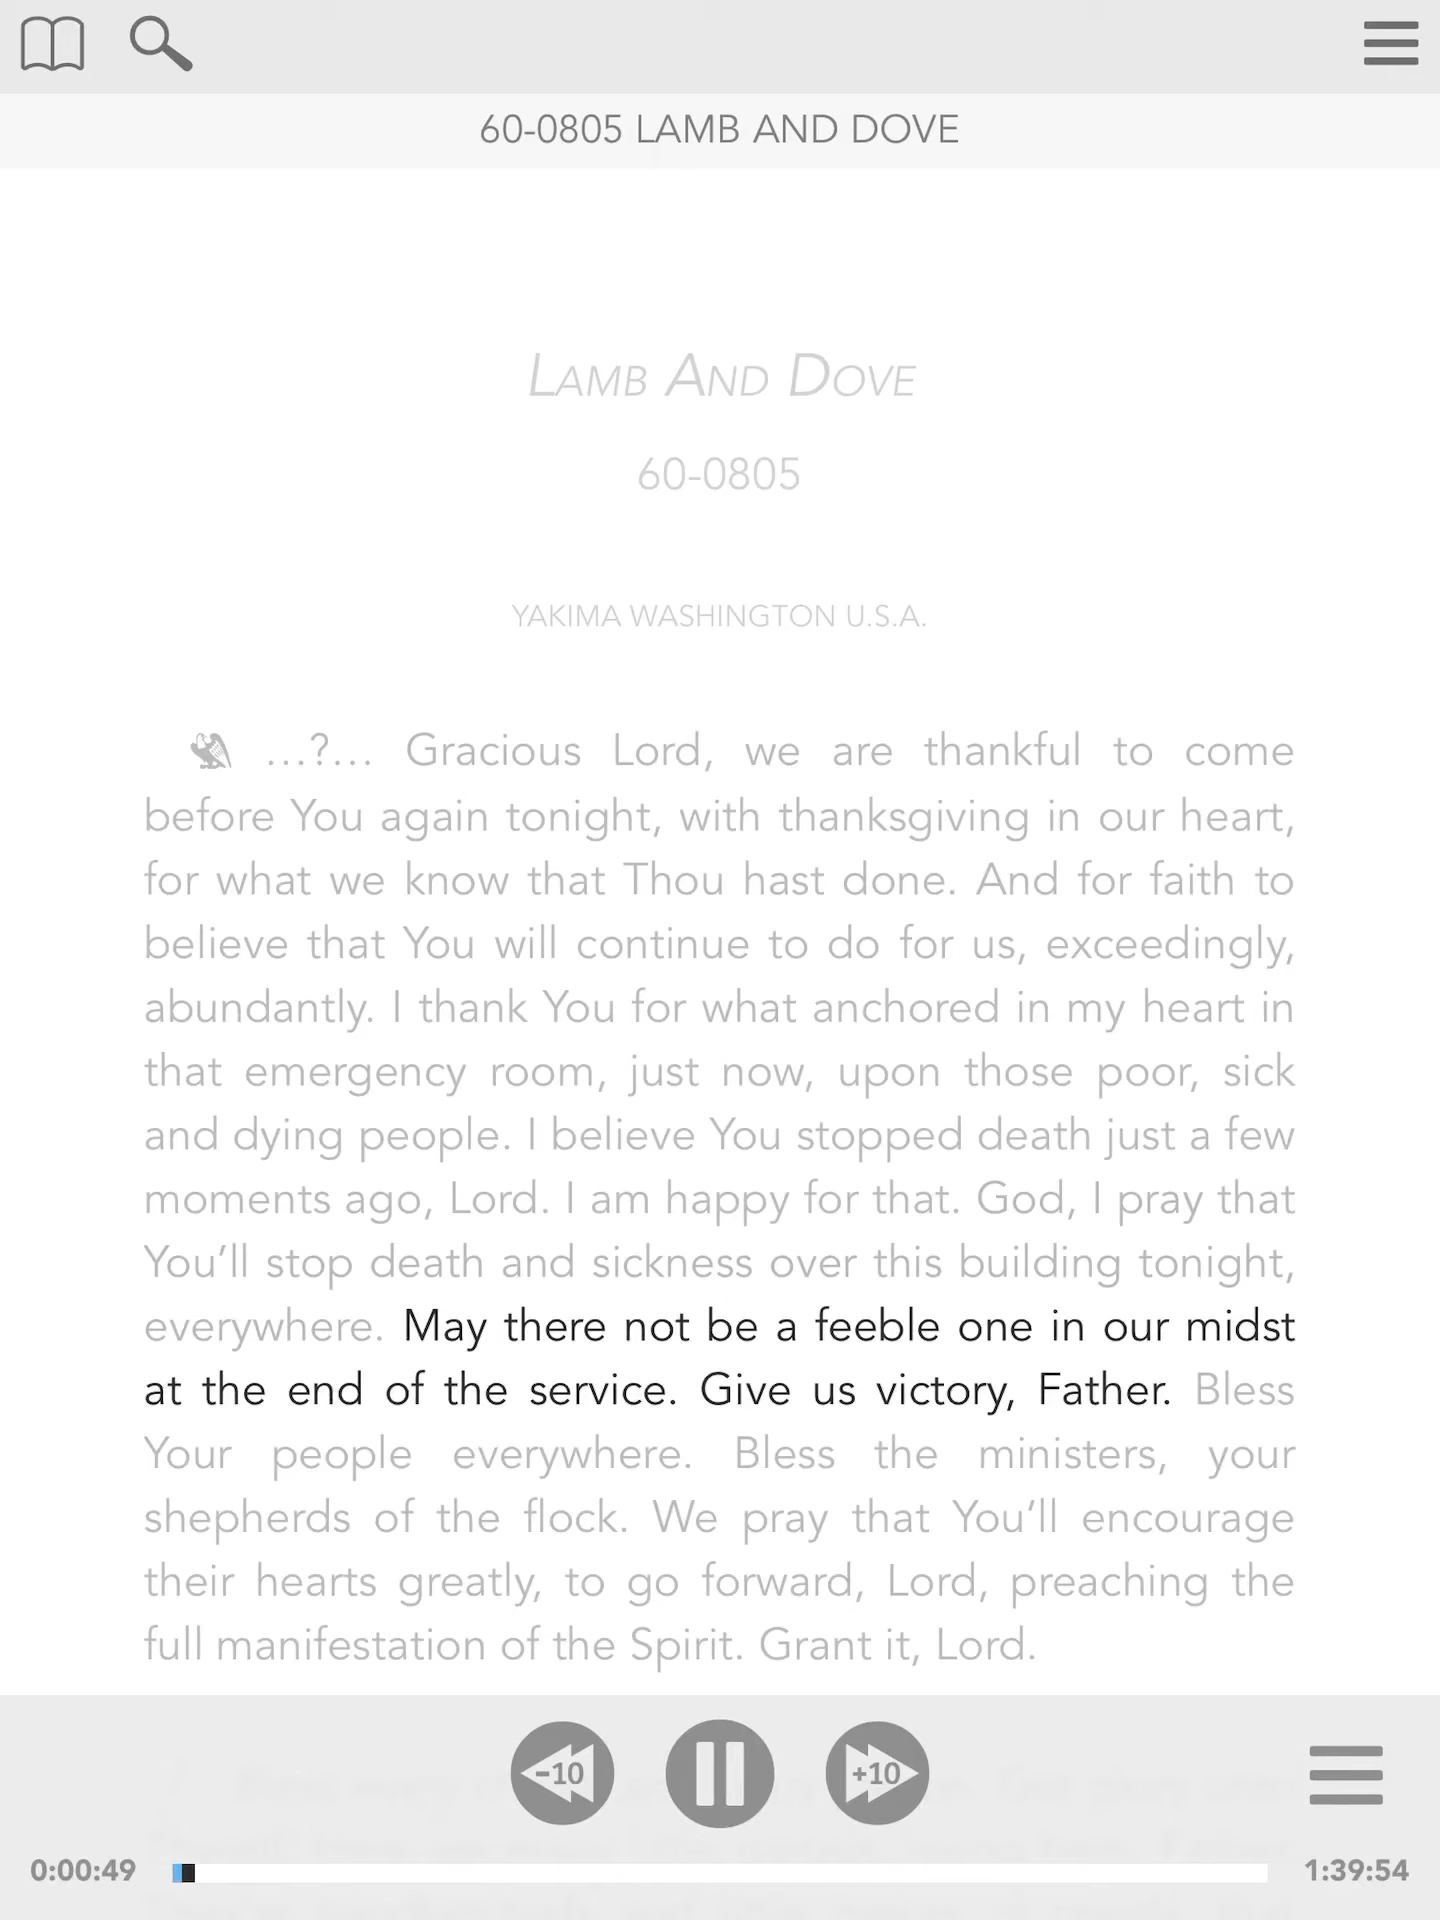 60-0805 LAMB AND DOVE
LAMB AND DOVE
60-0805
YAKIMA WASHINGTON U.S.A.
…?… Gracious Lord, we are thankful to come
before You again tonight, with thanksgiving in our heart,
for what we know that Thou hast done. And for faith to
believe that You will continue to do for us, exceedingly,
abundantly. I thank You for what anchored in my heart in
that emergency room, just now, upon those poor, sick
and dying people. I believe You stopped death just a few
moments ago, Lord. I am happy for that. God, I pray that
You’ll stop death and sickness over this building tonight,
everywhere. May there not be a feeble one in our midst
at the end of the service. Give us victory, Father. Bless
Your people everywhere. Bless the ministers, your
shepherds of the flock. We pray that You’ll encourage
their hearts greatly, to go forward, Lord, preaching the
full manifestation of the Spirit. Grant it, Lord.
-10 +10
0:00:49 1:39:54